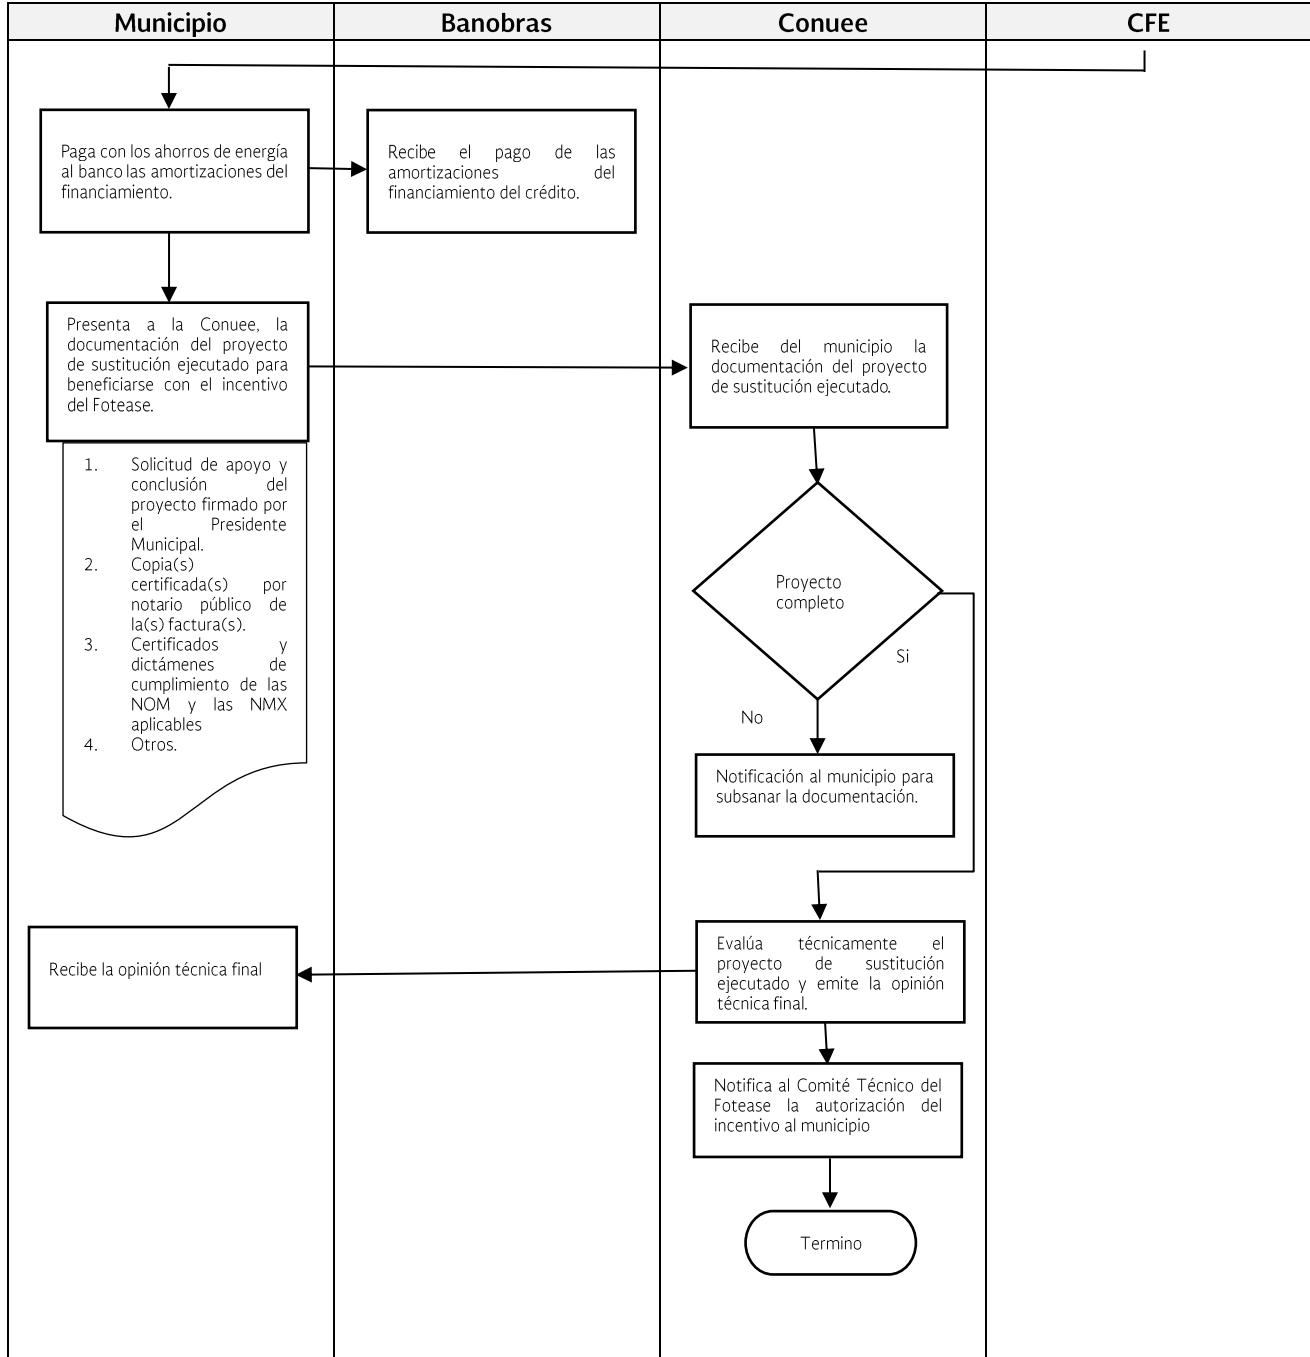 Municipio
Banobras
Conuee
CFE
Paga con los ahorros de energía
al banco las amortizaciones del
financiamiento.
Recibe el pago de las
amortizaciones del
financiamiento del crédito.
Presenta a la Conuee, la
documentación del proyecto
de sustitución ejecutado para
beneficiarse con el incentivo
del Fotease.
Recibe del municipio la
documentación del proyecto
de sustitución ejecutado.
1. Solicitud de apoyo y
conclusión del
proyecto firmado por
el Presidente
Municipal.
2. Copia(s)
certificada(s) por
notario público de
la(s) factura(s).
3. Certificados y
dictámenes de
cumplimiento de las
NOM y las NMX
aplicables
4. Otros.
Proyecto
completo
Si
No
Notificación al municipio para
subsanar la documentación.
Evalúa técnicamente el
proyecto de sustitución
ejecutado y emite la opinión
técnica final.
Recibe la opinión técnica final
Notifica al Comité Técnico del
Fotease la autorización del
incentivo al municipio
Termino